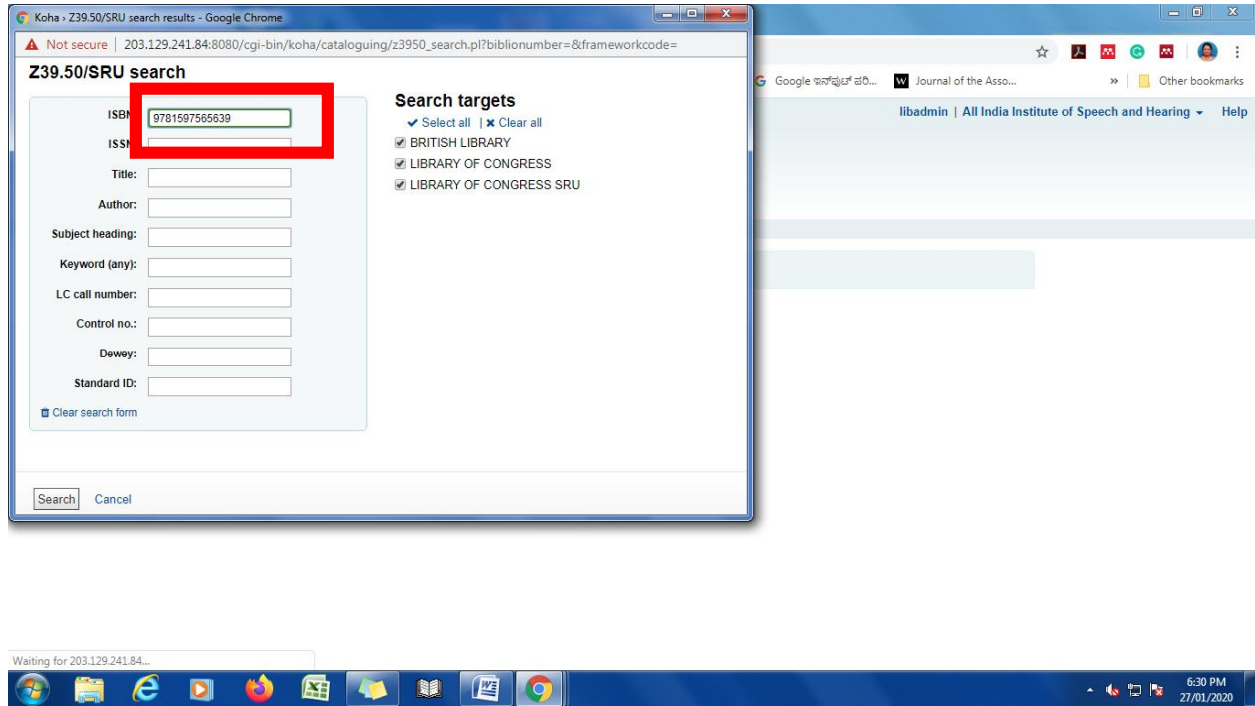 Koha › Z39.50/SRU search results - Google Chrome
Not secure | 203.129.241.84:8080/cgi-bin/koha/cataloguing/z3950_search.pl?biblionumber=&frameworkcode=
Z39.50/SRU search
ISBN
9781597565639
ISSN
Title:
Author:
Subject heading:
Keyword (any):
LC call number:
Control no.:
Dewey:
Standard ID:
Clear search form
Search targets
Select all | Clear all
BRITISH LIBRARY
LIBRARY OF CONGRESS
LIBRARY OF CONGRESS SRU
Search Cancel
Google ಇನ್‌ಪುಟ್ ಪರಿ...
W Journal of the Asso...
» Other bookmarks
libadmin | All India Institute of Speech and Hearing Help
Waiting for 203.129.241.84...
6:30 PM
27/01/2020